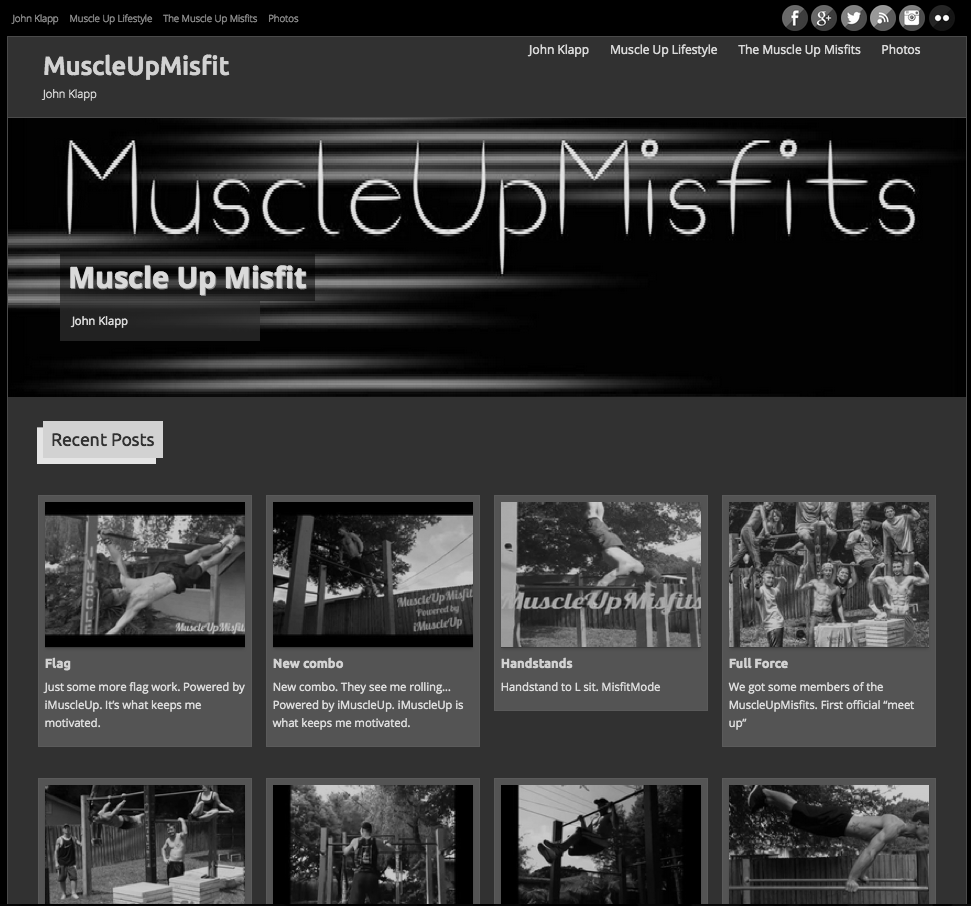 John Klapp Muscle Up Lifestyle The Muscle Up Misfits Photos
MuscleUpMisfit
John Klapp
John Klapp Muscle Up Lifestyle The Muscle Up Misfits Photos
MuscleUpMisfits
Muscle Up Misfit
John Klapp
Recent Posts
IMUSCLE
MuscleUpMisfit
Flag
Just some more flag work. Powered by
iMuscleUp. It's what keeps me
motivated.
MuscleUpMisfit
Powered by
iMuscleUp
New combo
New combo. They see me rolling...
Powered by iMuscleUp. iMuscleUp is
what keeps me motivated.
MuscleUpMisfits
Handstands
Handstand to L sit. MisfitMode
Full Force
We got some members of the
MuscleUpMisfits. First official “meet
up”